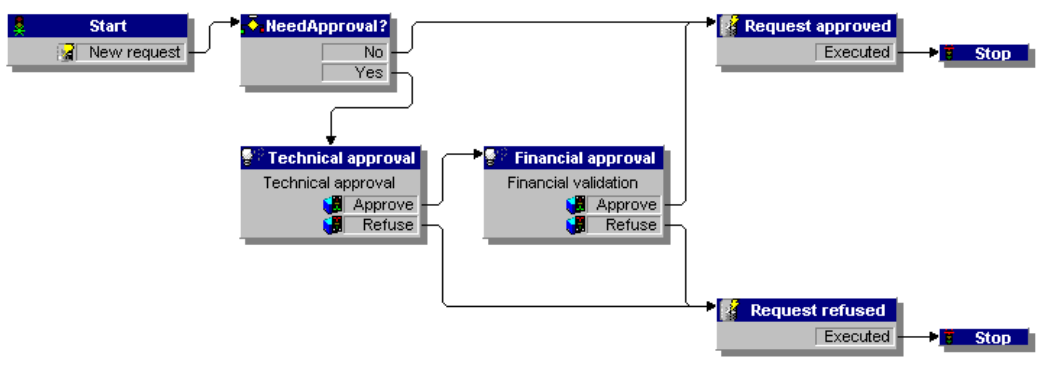 Start
New request
NeedApproval?
No
Yes
Request approved
Executed
Stop
Technical approval
Technical approval
Approve
Refuse
Financial approval
Financial validation
Approve
Refuse
Request refused
Executed
Stop